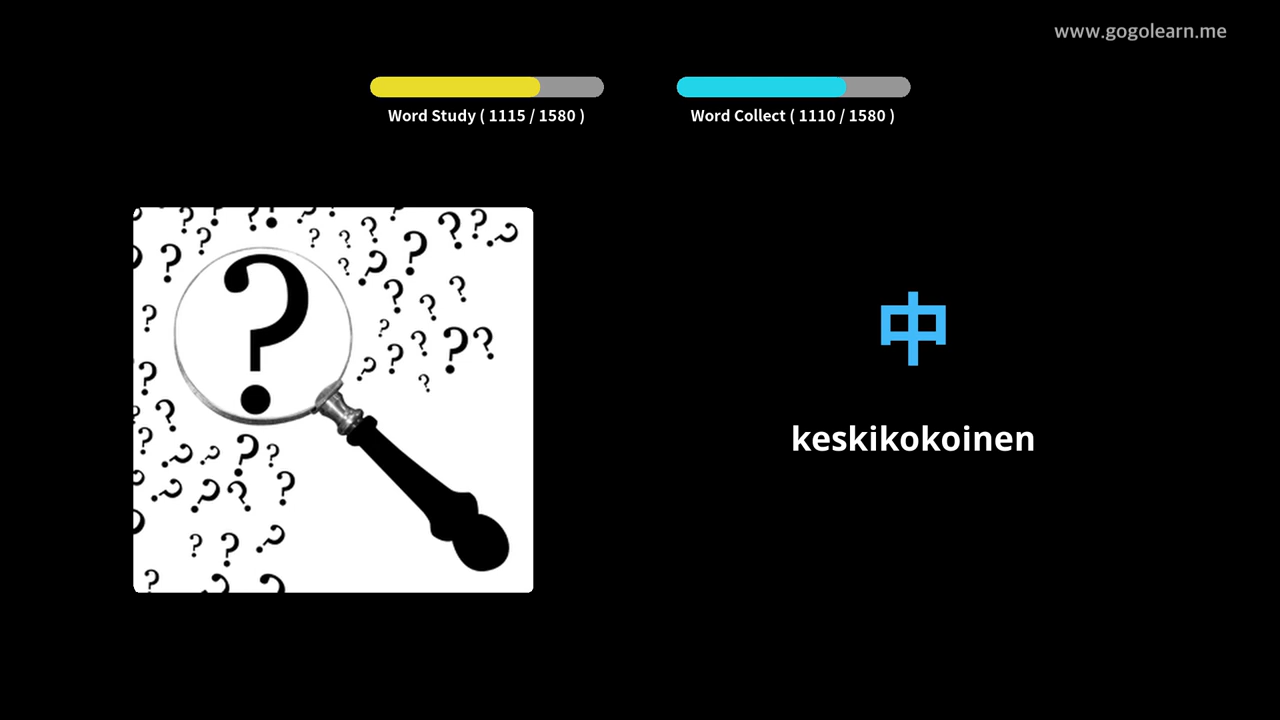 www.gogolearn.me
Word Study ( 1115 / 1580 )
Word Collect ( 1110 / 1580 )
中
keskikokoinen